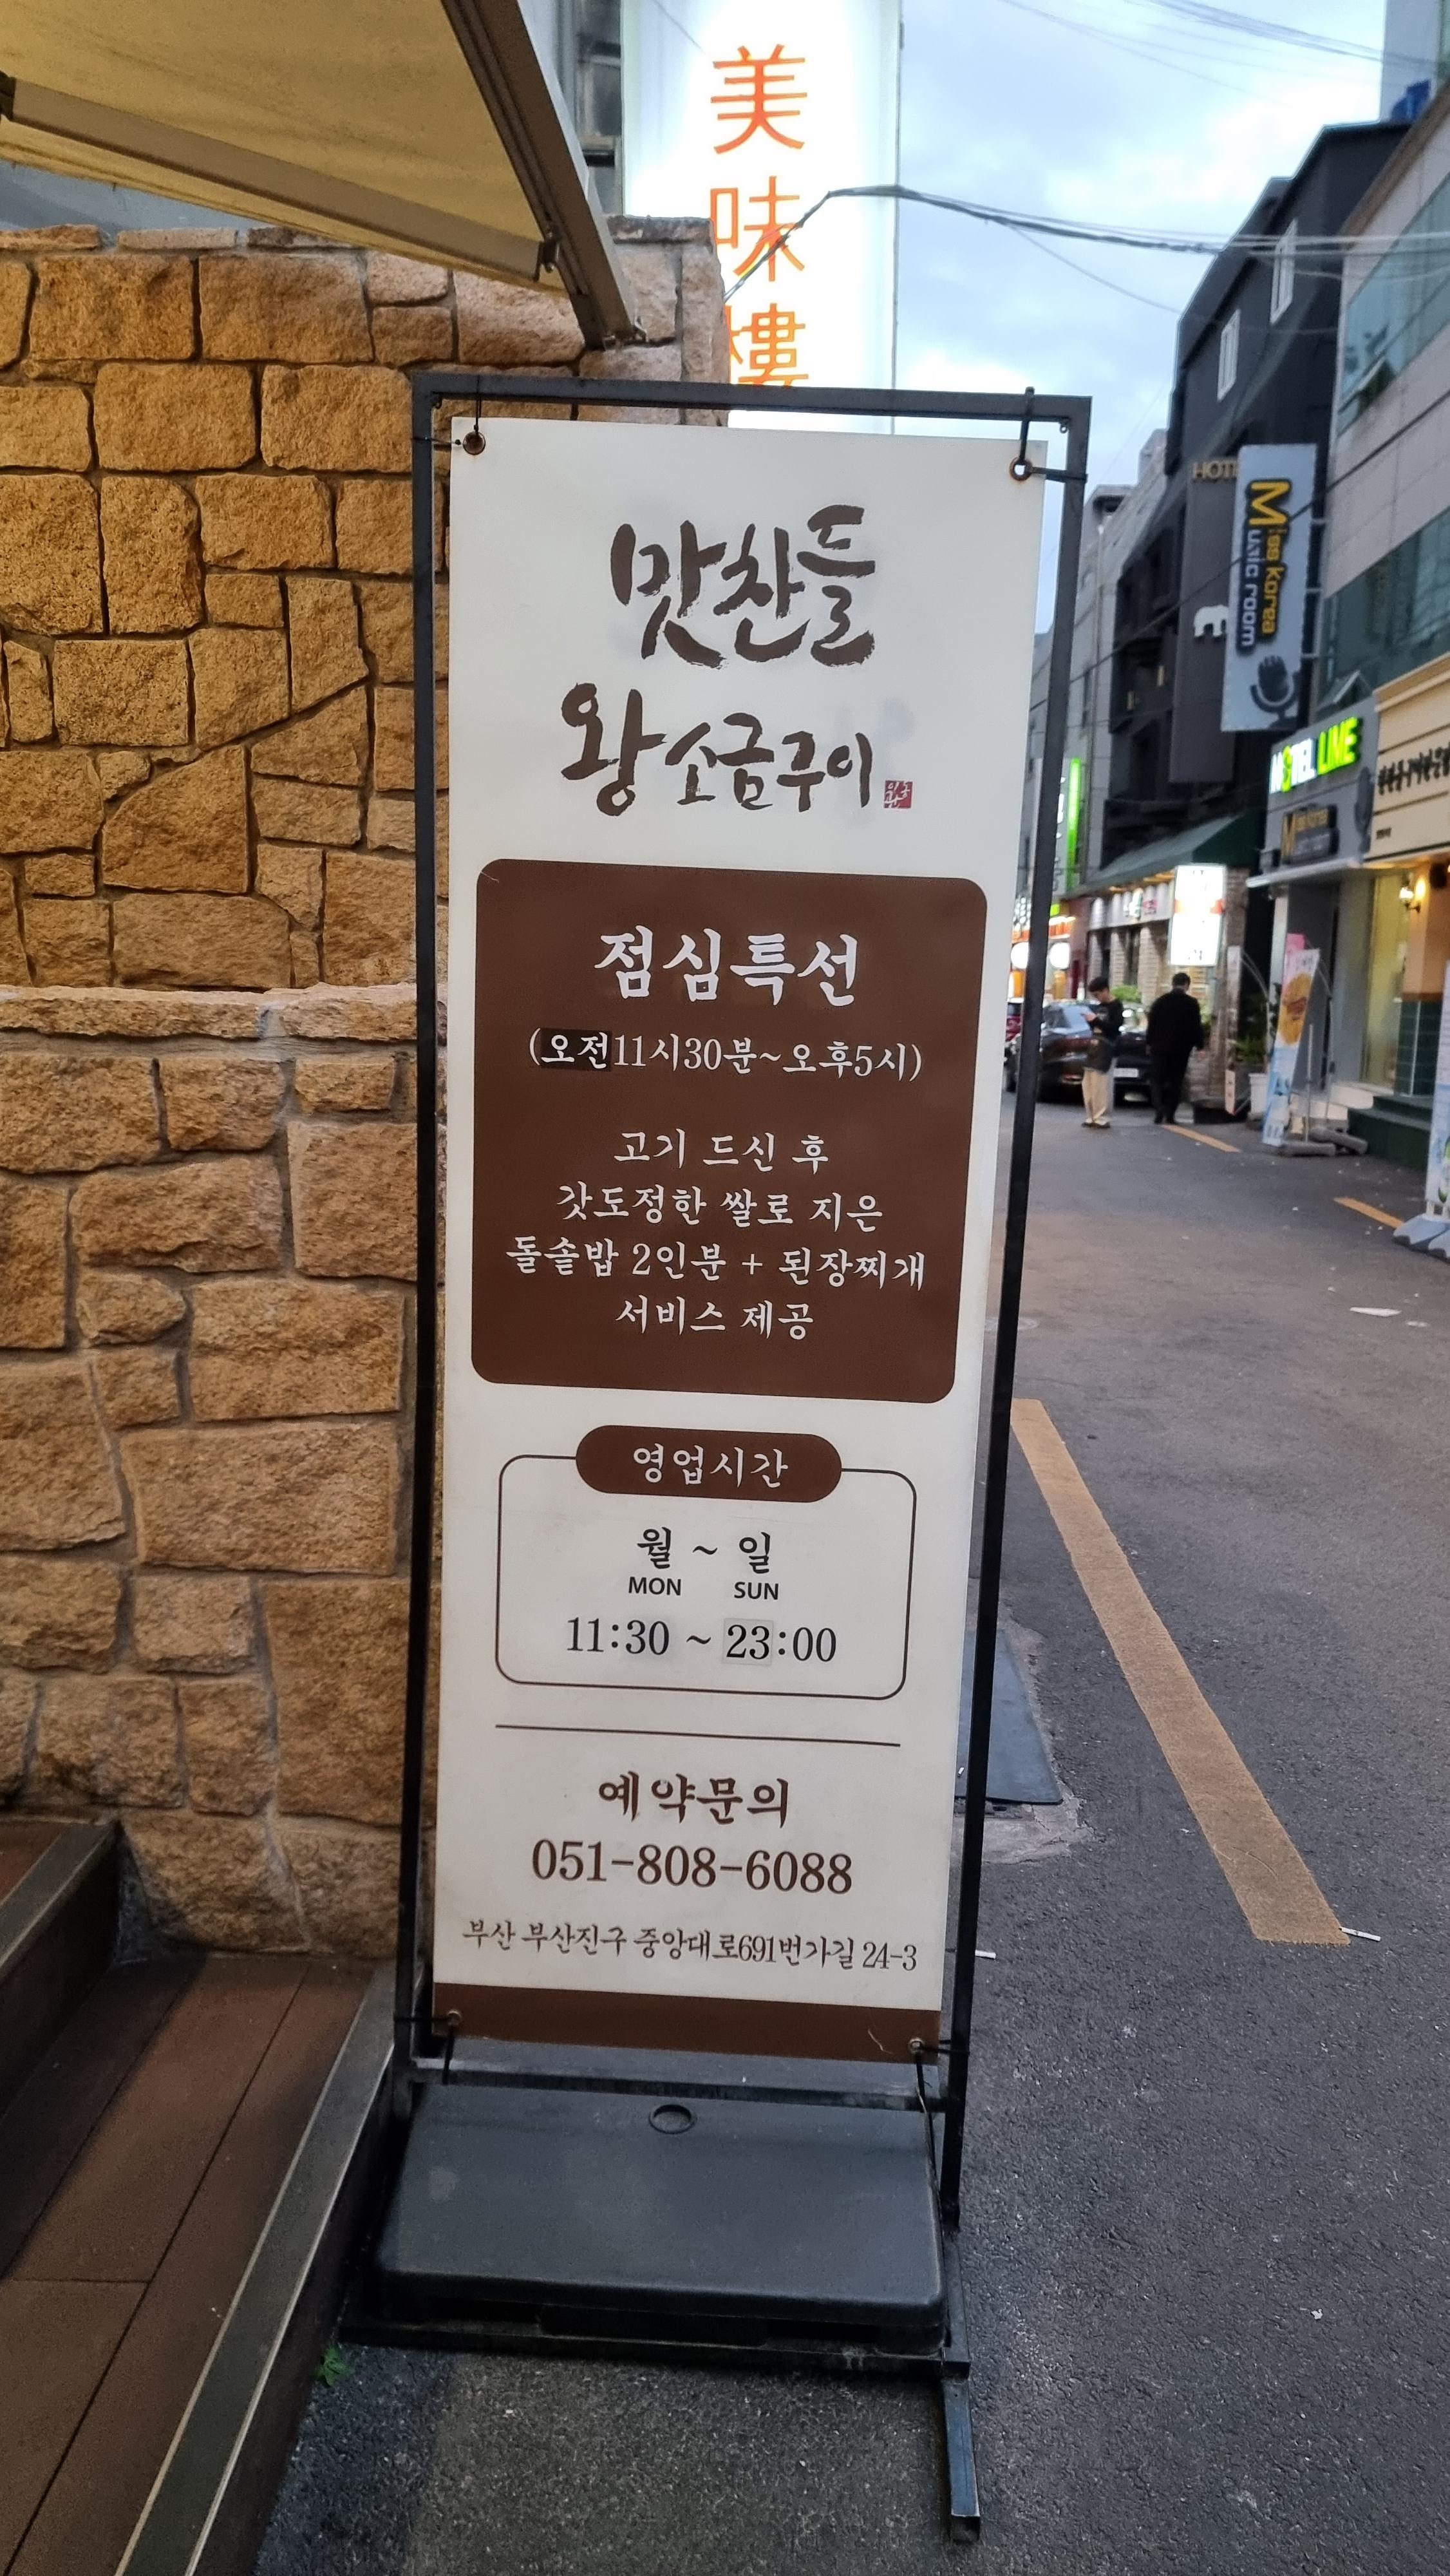 美
味
樓
맛찬들
왕소금구이
점심특선
(오전11시30분~오후5시)
고기 드신 후
갓도정한 쌀로 지은
돌솥밥 2인분 + 된장찌개
서비스 제공
영업시간
월 ~ 일
MON SUN
11:30 ~ 23:00
예약문의
051-808-6088
부산 부산진구 중앙대로691번가길 24-3
HOTE
Miss Korea
music room
HOTEL LIME